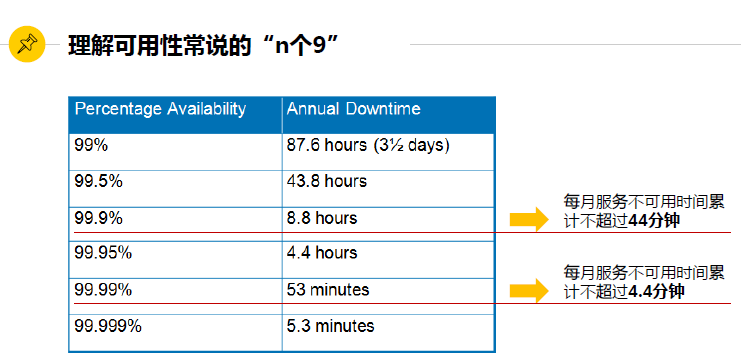 理解可用性常说的“n个9”
Percentage Availability Annual Downtime
99% 87.6 hours (3½ days)
99.5% 43.8 hours
99.9% 8.8 hours
每月服务不可用时间累
计不超过44分钟
99.95% 4.4 hours
99.99% 53 minutes
每月服务不可用时间累
计不超过4.4分钟
99.999% 5.3 minutes